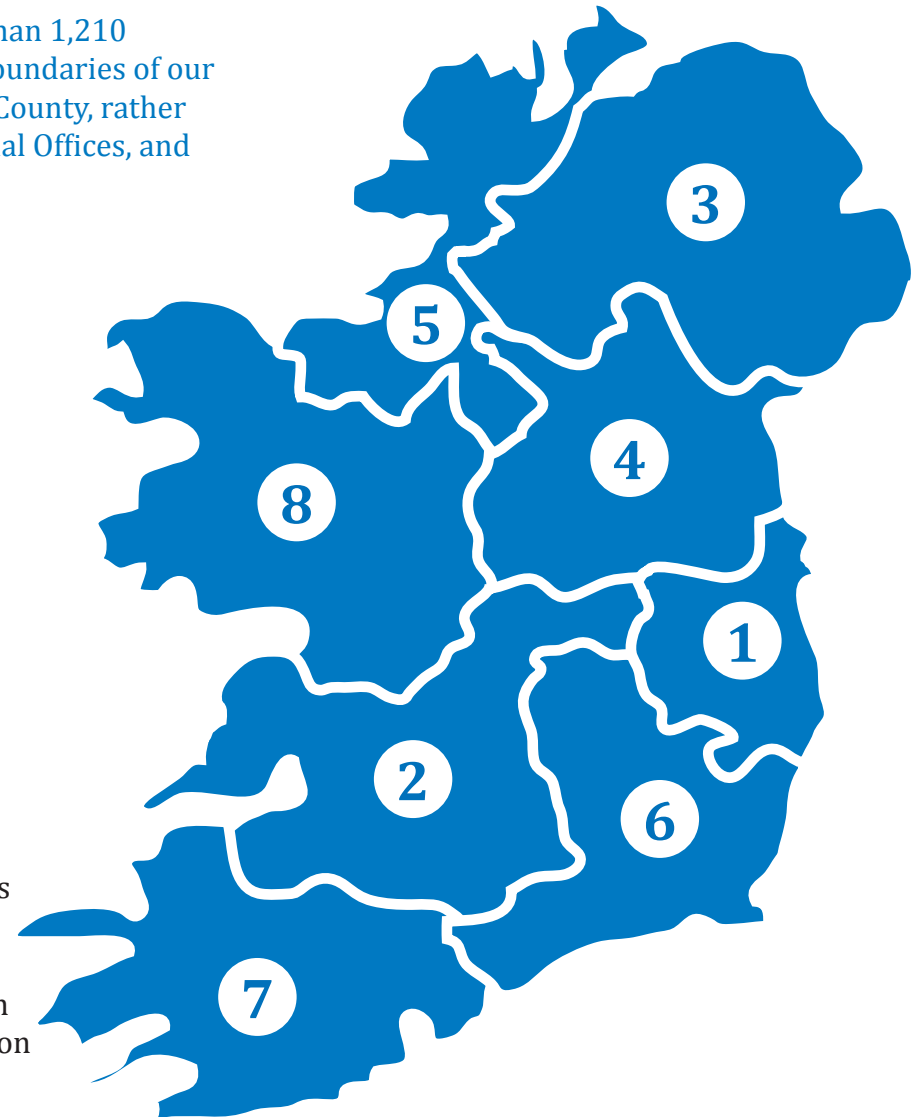 han 1,210
oundaries of our
County, rather
al Offices, and
3
5
4
8
1
2
6
s
7
n
on